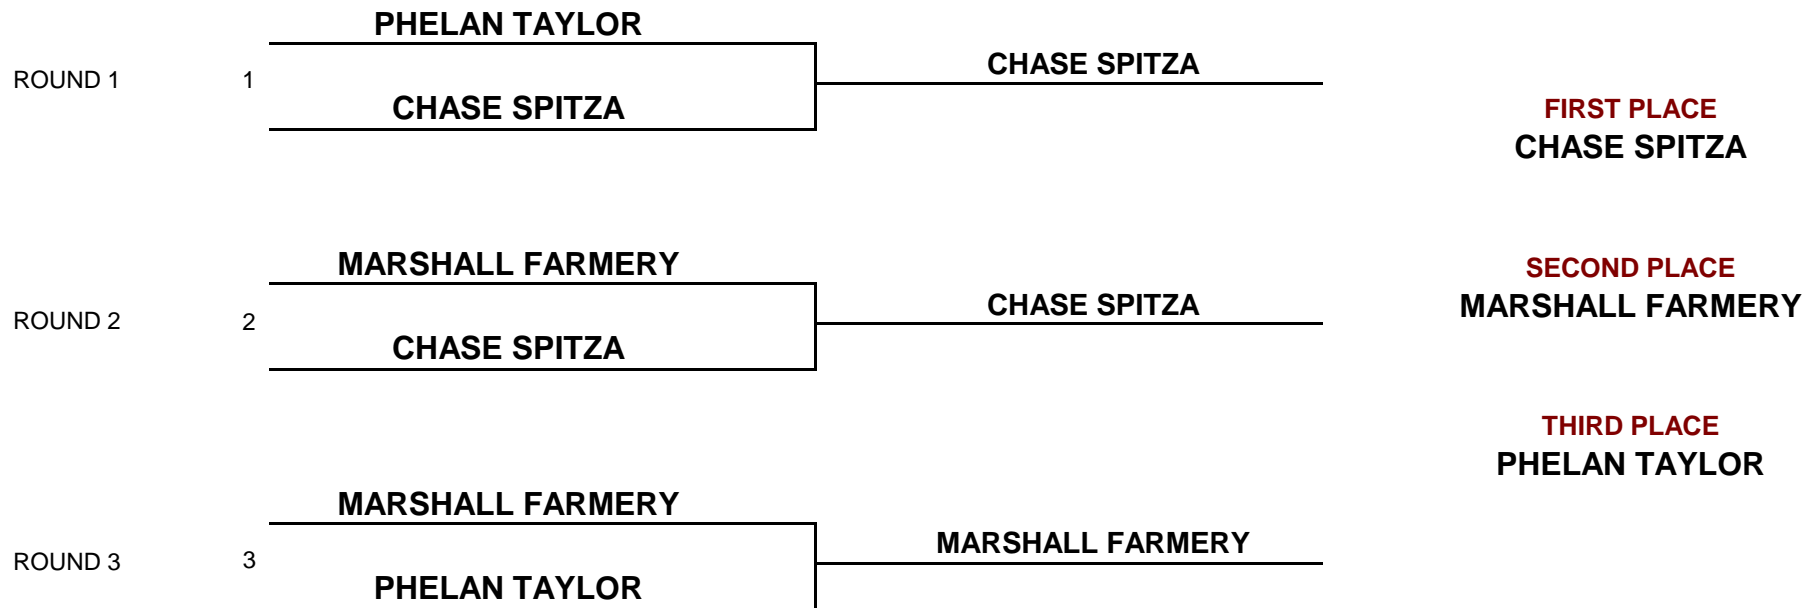 PHELAN TAYLOR
ROUND 1
1
CHASE SPITZA
CHASE SPITZA
FIRST PLACE
CHASE SPITZA
MARSHALL FARMERY
ROUND 2
2
CHASE SPITZA
CHASE SPITZA
SECOND PLACE
MARSHALL FARMERY
THIRD PLACE
PHELAN TAYLOR
MARSHALL FARMERY
ROUND 3
3
MARSHALL FARMERY
PHELAN TAYLOR